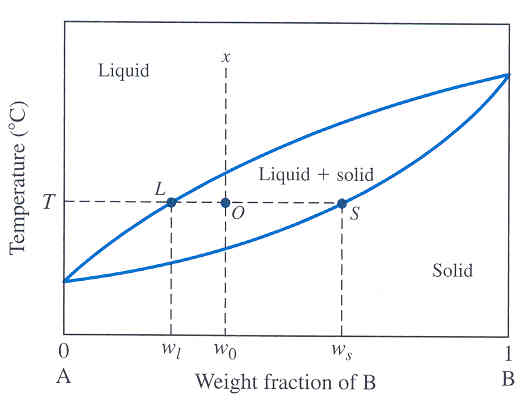 x
Liquid
Liquid + solid
L
T
O
S
Temperature (°C)
Solid
0
w_l
w_0
w_s
1
A
Weight fraction of B
B